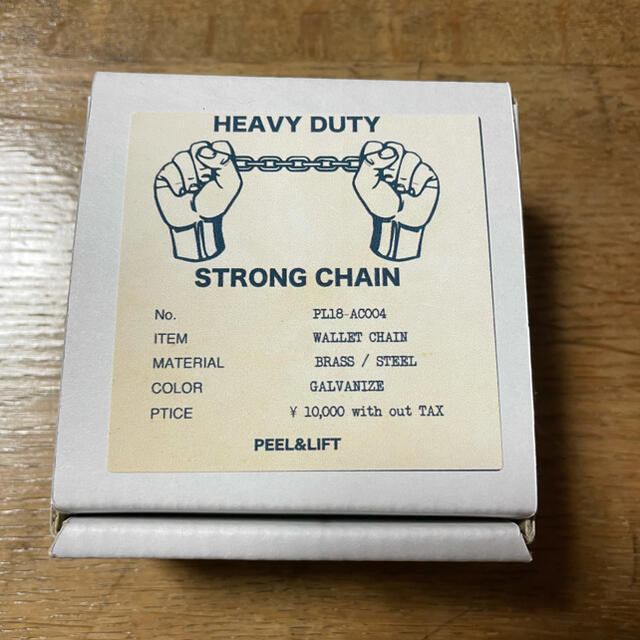 HEAVY DUTY
STRONG CHAIN
No. PL18-AC004
ITEM WALLET CHAIN
MATERIAL BRASS / STEEL
COLOR GALVANIZE
PTICE ¥ 10,000 with out TAX
PEEL&LIFT